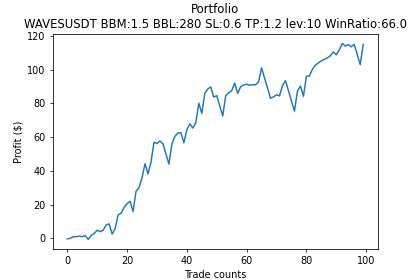 Portfolio
WAVESUSDT BBM:1.5 BBL:280 SL:0.6 TP:1.2 lev:10 WinRatio:66.0
120
100
80
60
40
20
0
Profit ($)
0 20 40 60 80 100
Trade counts